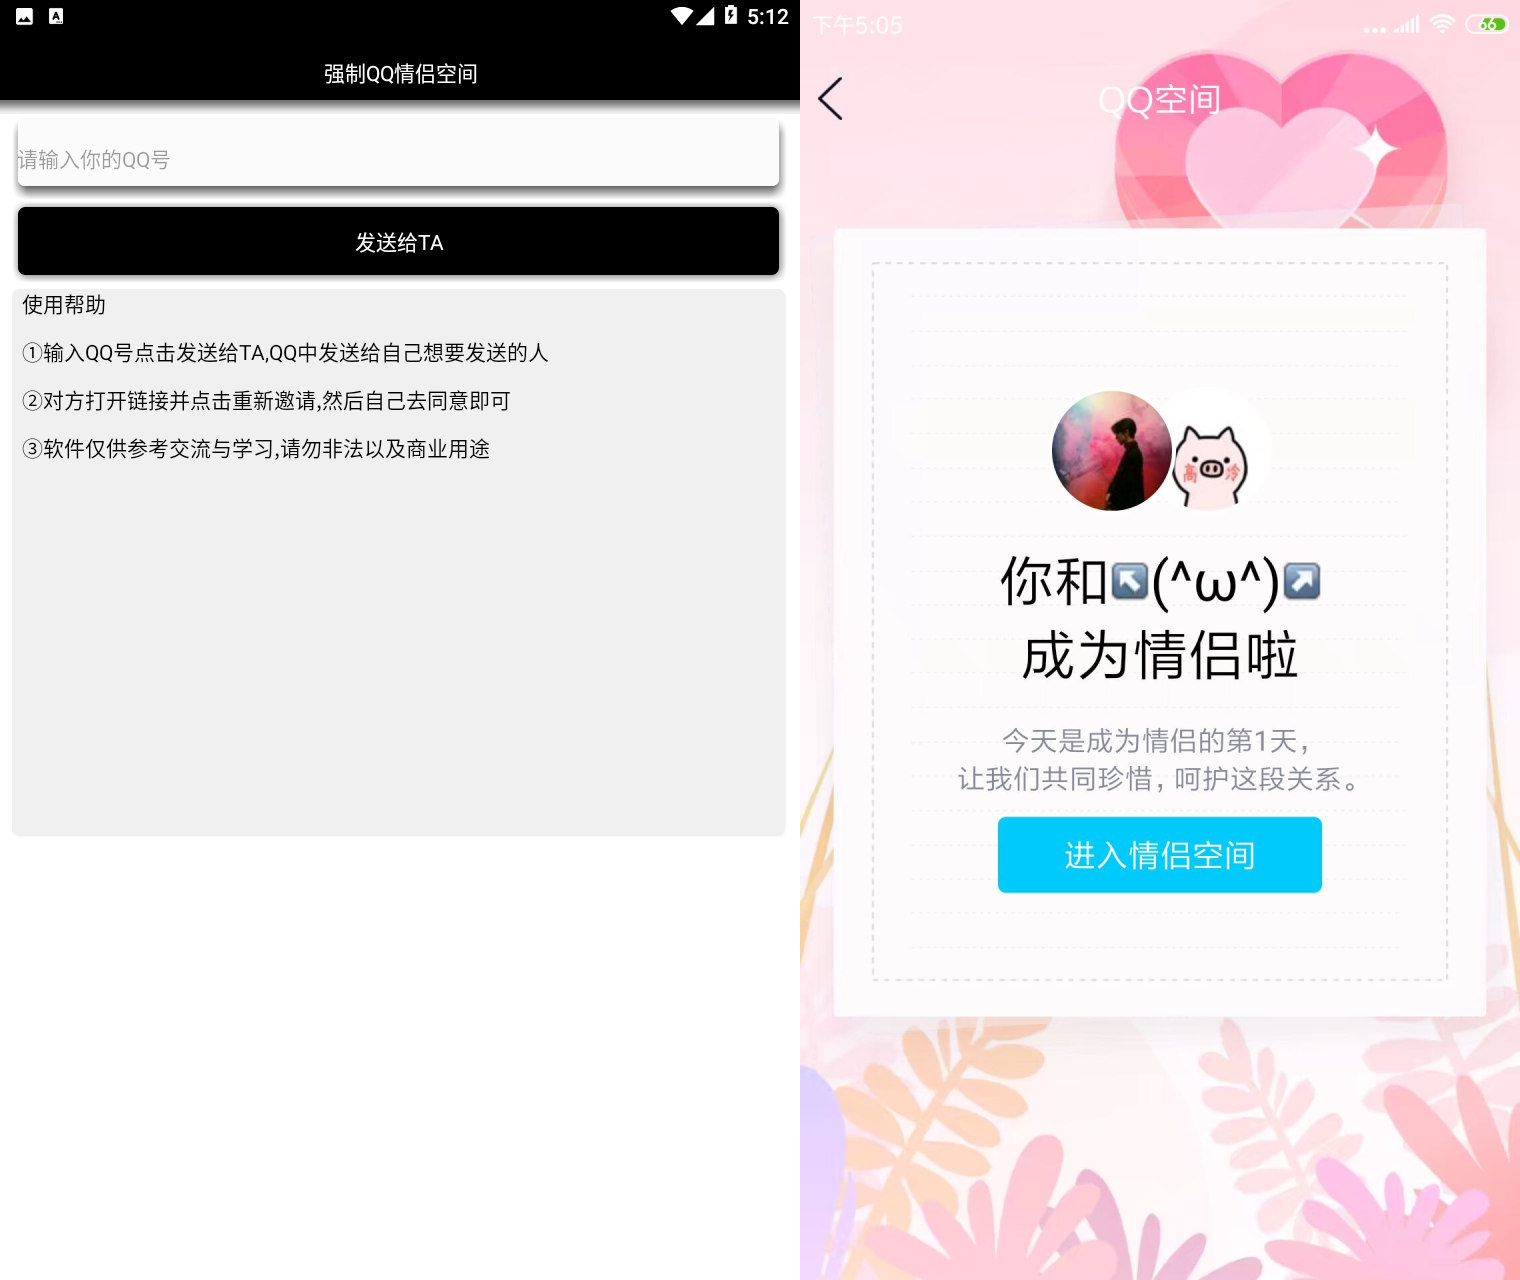 5:12
强制QQ情侣空间
请输入你的QQ号
发送给TA
使用帮助
①输入QQ号点击发送给TA,QQ中发送给自己想要发送的人
②对方打开链接并点击重新邀请,然后自己去同意即可
③软件仅供参考交流与学习,请勿非法以及商业用途
下午5:05
66
QQ空间
高冷
你和↖(^ω^)↗
成为情侣啦
今天是成为情侣的第1天，
让我们共同珍惜，呵护这段关系。
进入情侣空间